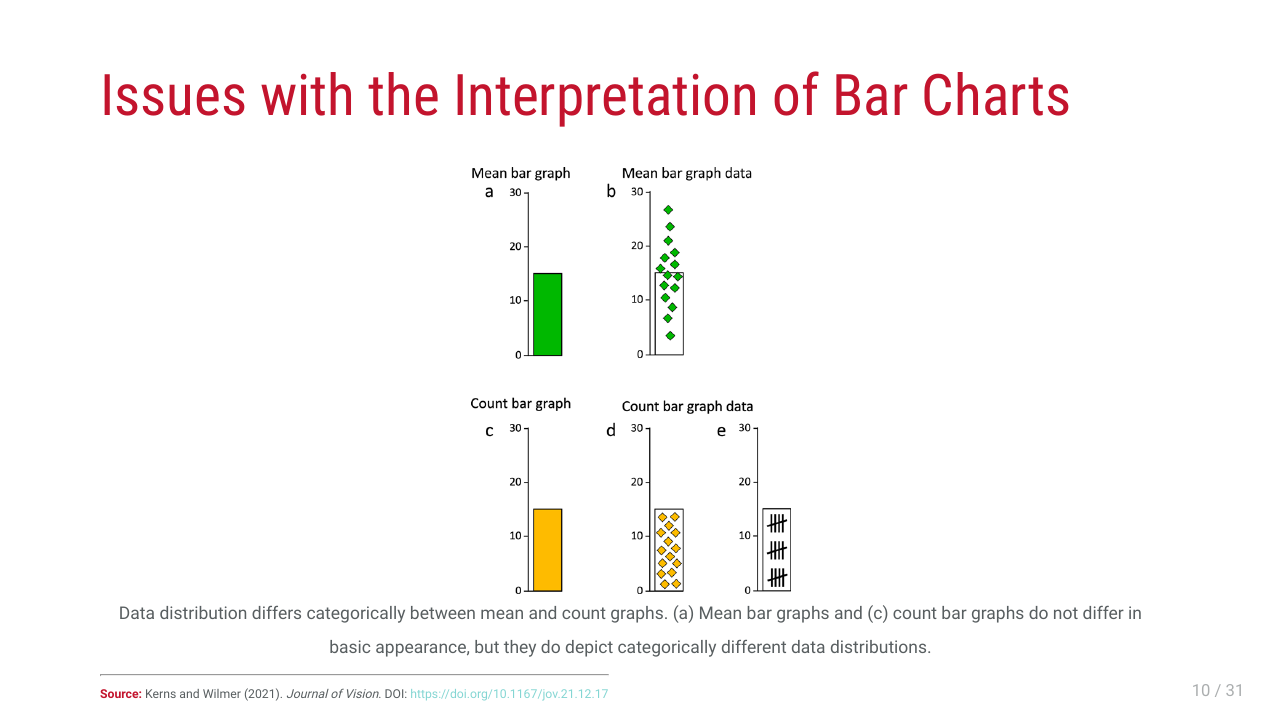 Issues with the Interpretation of Bar Charts
Mean bar graph
Mean bar graph data
a
30
20
10
0
b
30
20
10
0
Count bar graph
Count bar graph data
c
30
20
10
0
d
30
20
10
0
e
30
20
10
0
Data distribution differs categorically between mean and count graphs. (a) Mean bar graphs and (c) count bar graphs do not differ in
basic appearance, but they do depict categorically different data distributions.
Source: Kerns and Wilmer (2021). Journal of Vision. DOI: https://doi.org/10.1167/jov.21.12.17
10 / 31